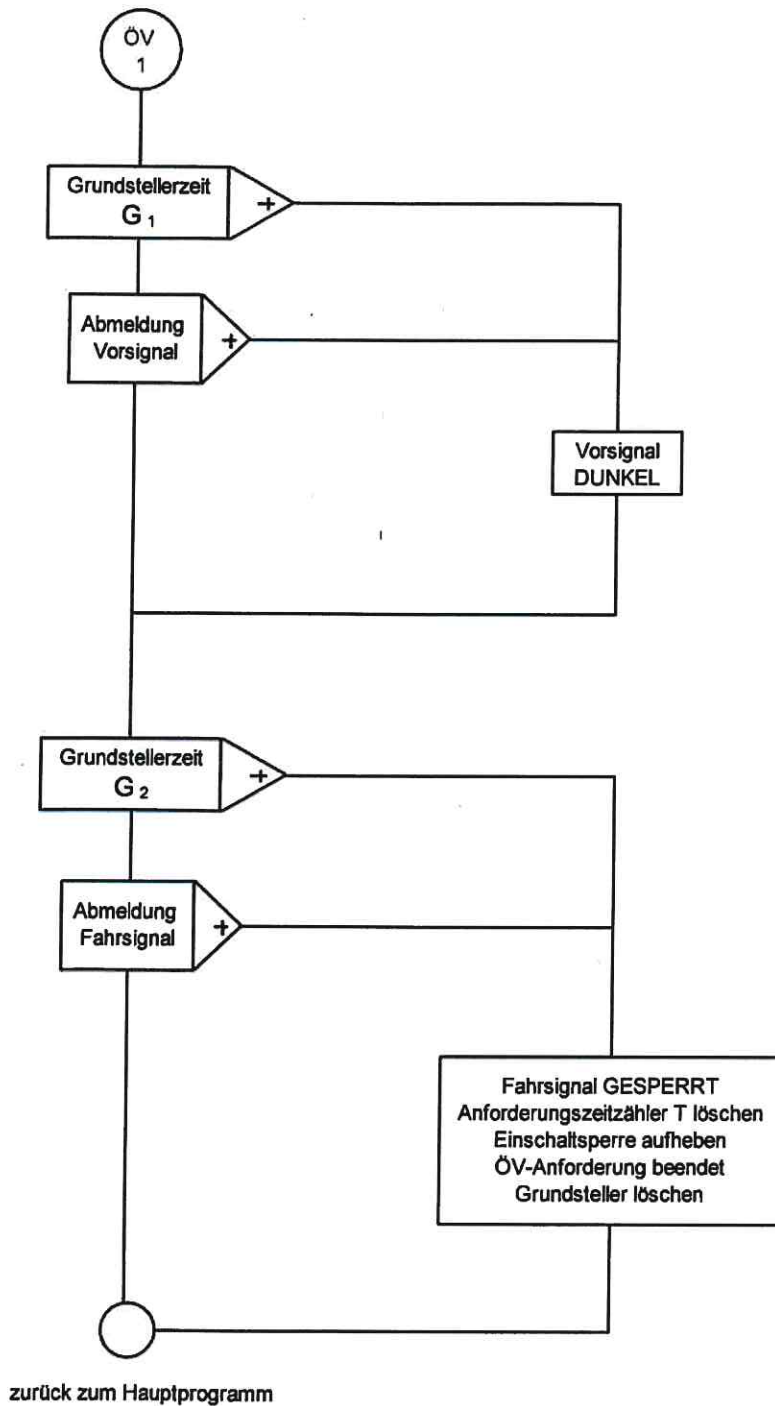 ÖV
1
Grundstellerzeit
G 1
+
Abmeldung
Vorsignal
+
Vorsignal
DUNKEL
Grundstellerzeit
G 2
+
Abmeldung
Fahrsignal
+
Fahrsignal GESPERRT
Anforderungszeitzähler T löschen
Einschaltsperre aufheben
ÖV-Anforderung beendet
Grundsteller löschen
zurück zum Hauptprogramm